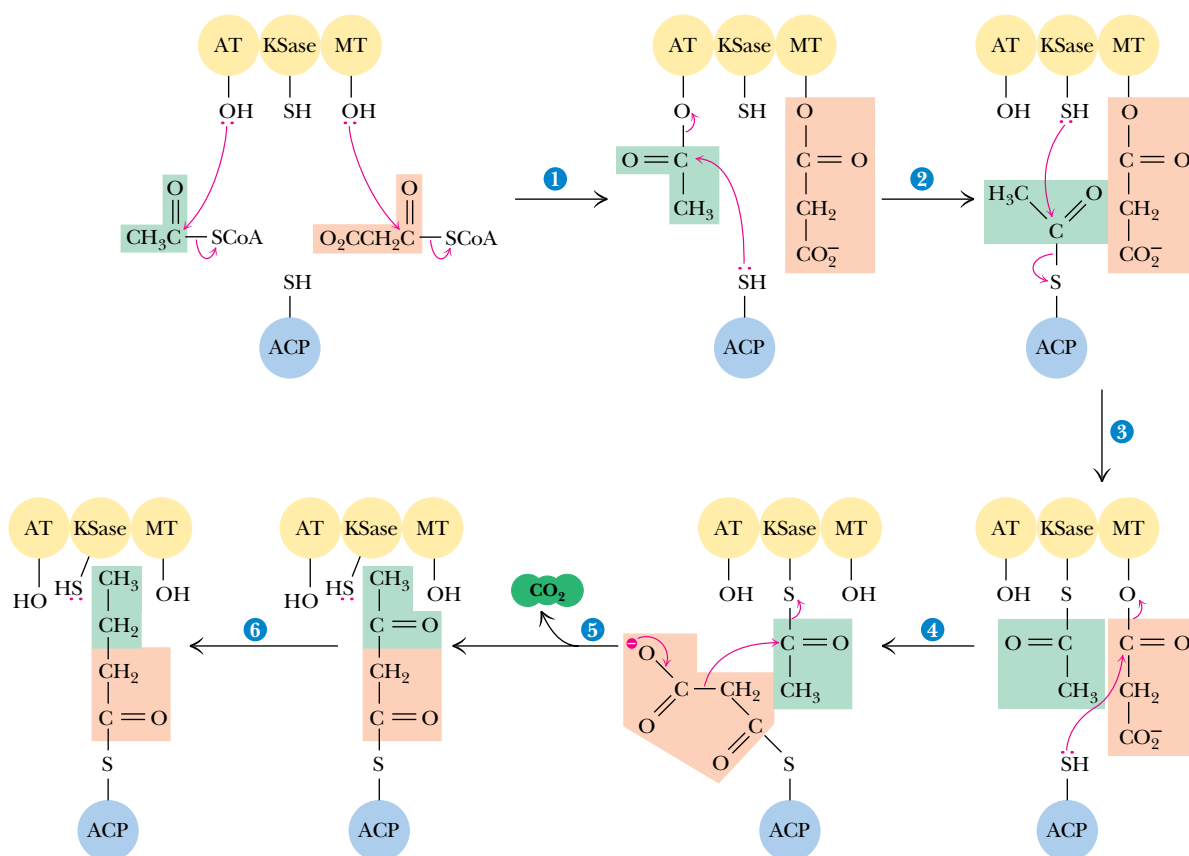 AT KSase MT AT KSase MT AT KSase MT
OH SH OH
O SH O
OH SH O
O O
O = C C = O
H₃C O C = O
CH₃C — SCoA O₂CCH₂C — SCoA
1
CH₃ CH₂
2
C CH₂
SH
SH CO₂⁻
S CO₂⁻
ACP ACP ACP
3
AT KSase MT AT KSase MT AT KSase MT AT KSase MT
HO HS OH
HO HS OH
OH S OH
OH S O
CH₃ CH₃
CO₂
CH₂ C = O
6
5
− O C = O
4
O = C C = O
CH₂ CH₂
C — CH₂ CH₃
CH₃ CH₂
C = O C = O
O O C
CO₂⁻
S S S SH
ACP ACP ACP ACP